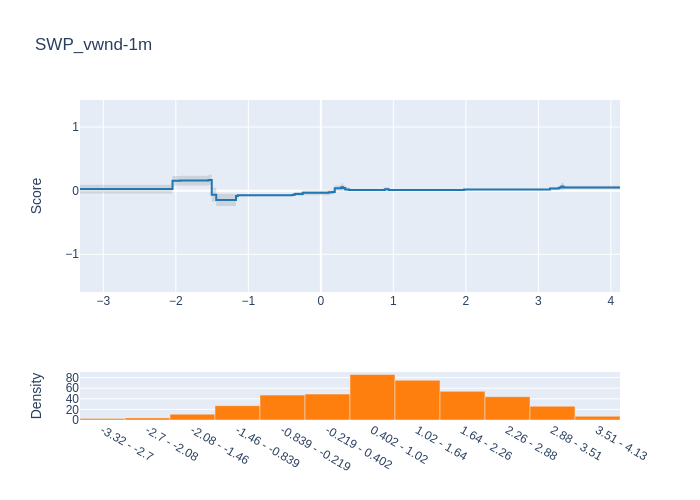 SWP_vwnd-1m
Score
1
0
−1
−3
−2
−1
0
1
2
3
4
Density
80
60
40
20
0
-3.32 - -2.7
-2.7 - -2.08
-2.08 - -1.46
-1.46 - -0.839
-0.839 - -0.219
-0.219 - 0.402
0.402 - 1.02
1.02 - 1.64
1.64 - 2.26
2.26 - 2.88
2.88 - 3.51
3.51 - 4.13